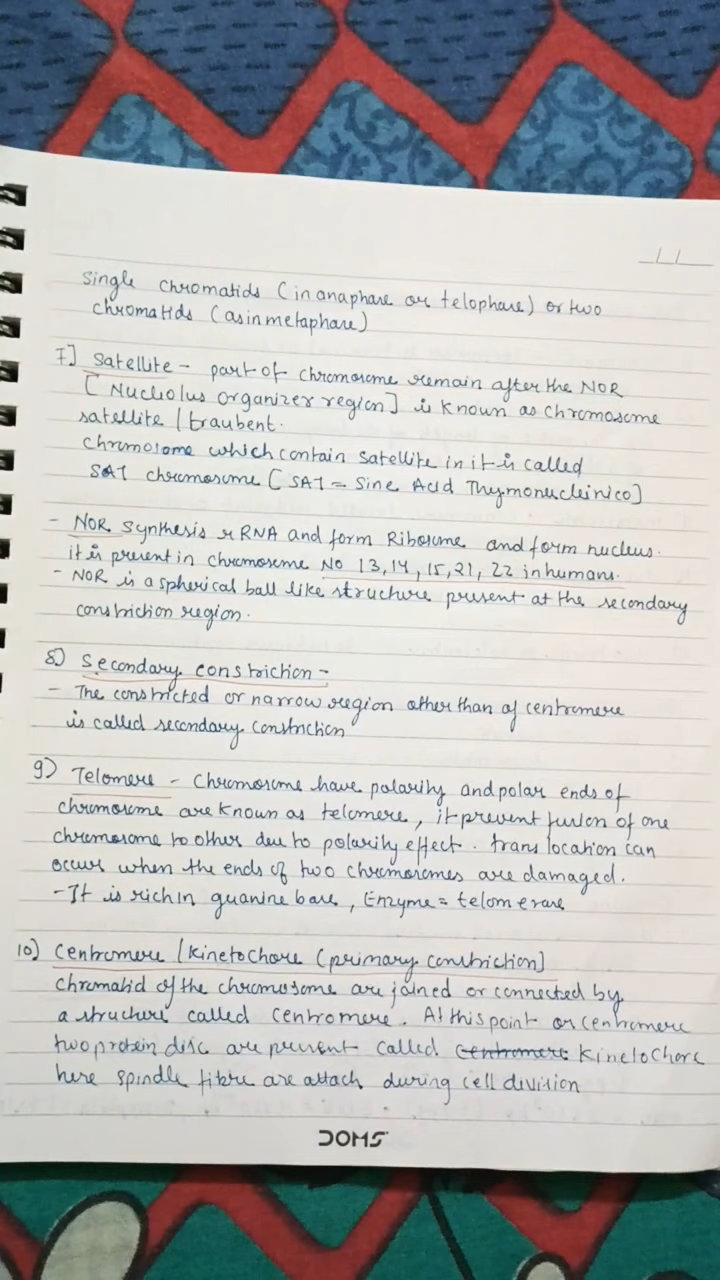 Single chromatids (in anaphase or telophase) or two
chromatids (as in metaphase)
7] Satellite - part of chromosome remain after the NOR
[Nucliolus organizer region] is known as chromosome
satellite / traubent.
chromosome which contain satellite in it is called
SAT chromosome [SAT = Sine Acid Thymonucleinico]
- NOR synthesis rRNA and form Ribosome and form nucleus.
it is present in chromosome No 13, 14, 15, 21, 22 in humans.
- NOR is a spherical ball like structure present at the secondary
constriction region.
8) Secondary constriction -
- The constricted or narrow region other than of centromere
is called secondary constriction
9) Telomere - Chromosome have polarity and polar ends of
chromosome are known as telomere, it prevent fusion of one
chromosome to other due to polarity effect. translocation can
occur when the ends of two chromosomes are damaged.
- It is rich in guanine base, Enzyme = telomerase
10) Centromere / kinetochore (primary constriction]
chromatid of the chromosome are joined or connected by
a structure called centromere. At this point or centromere
two protein disc are present called centromere kinetochore
here spindle fibre are attach during cell division
DOMS